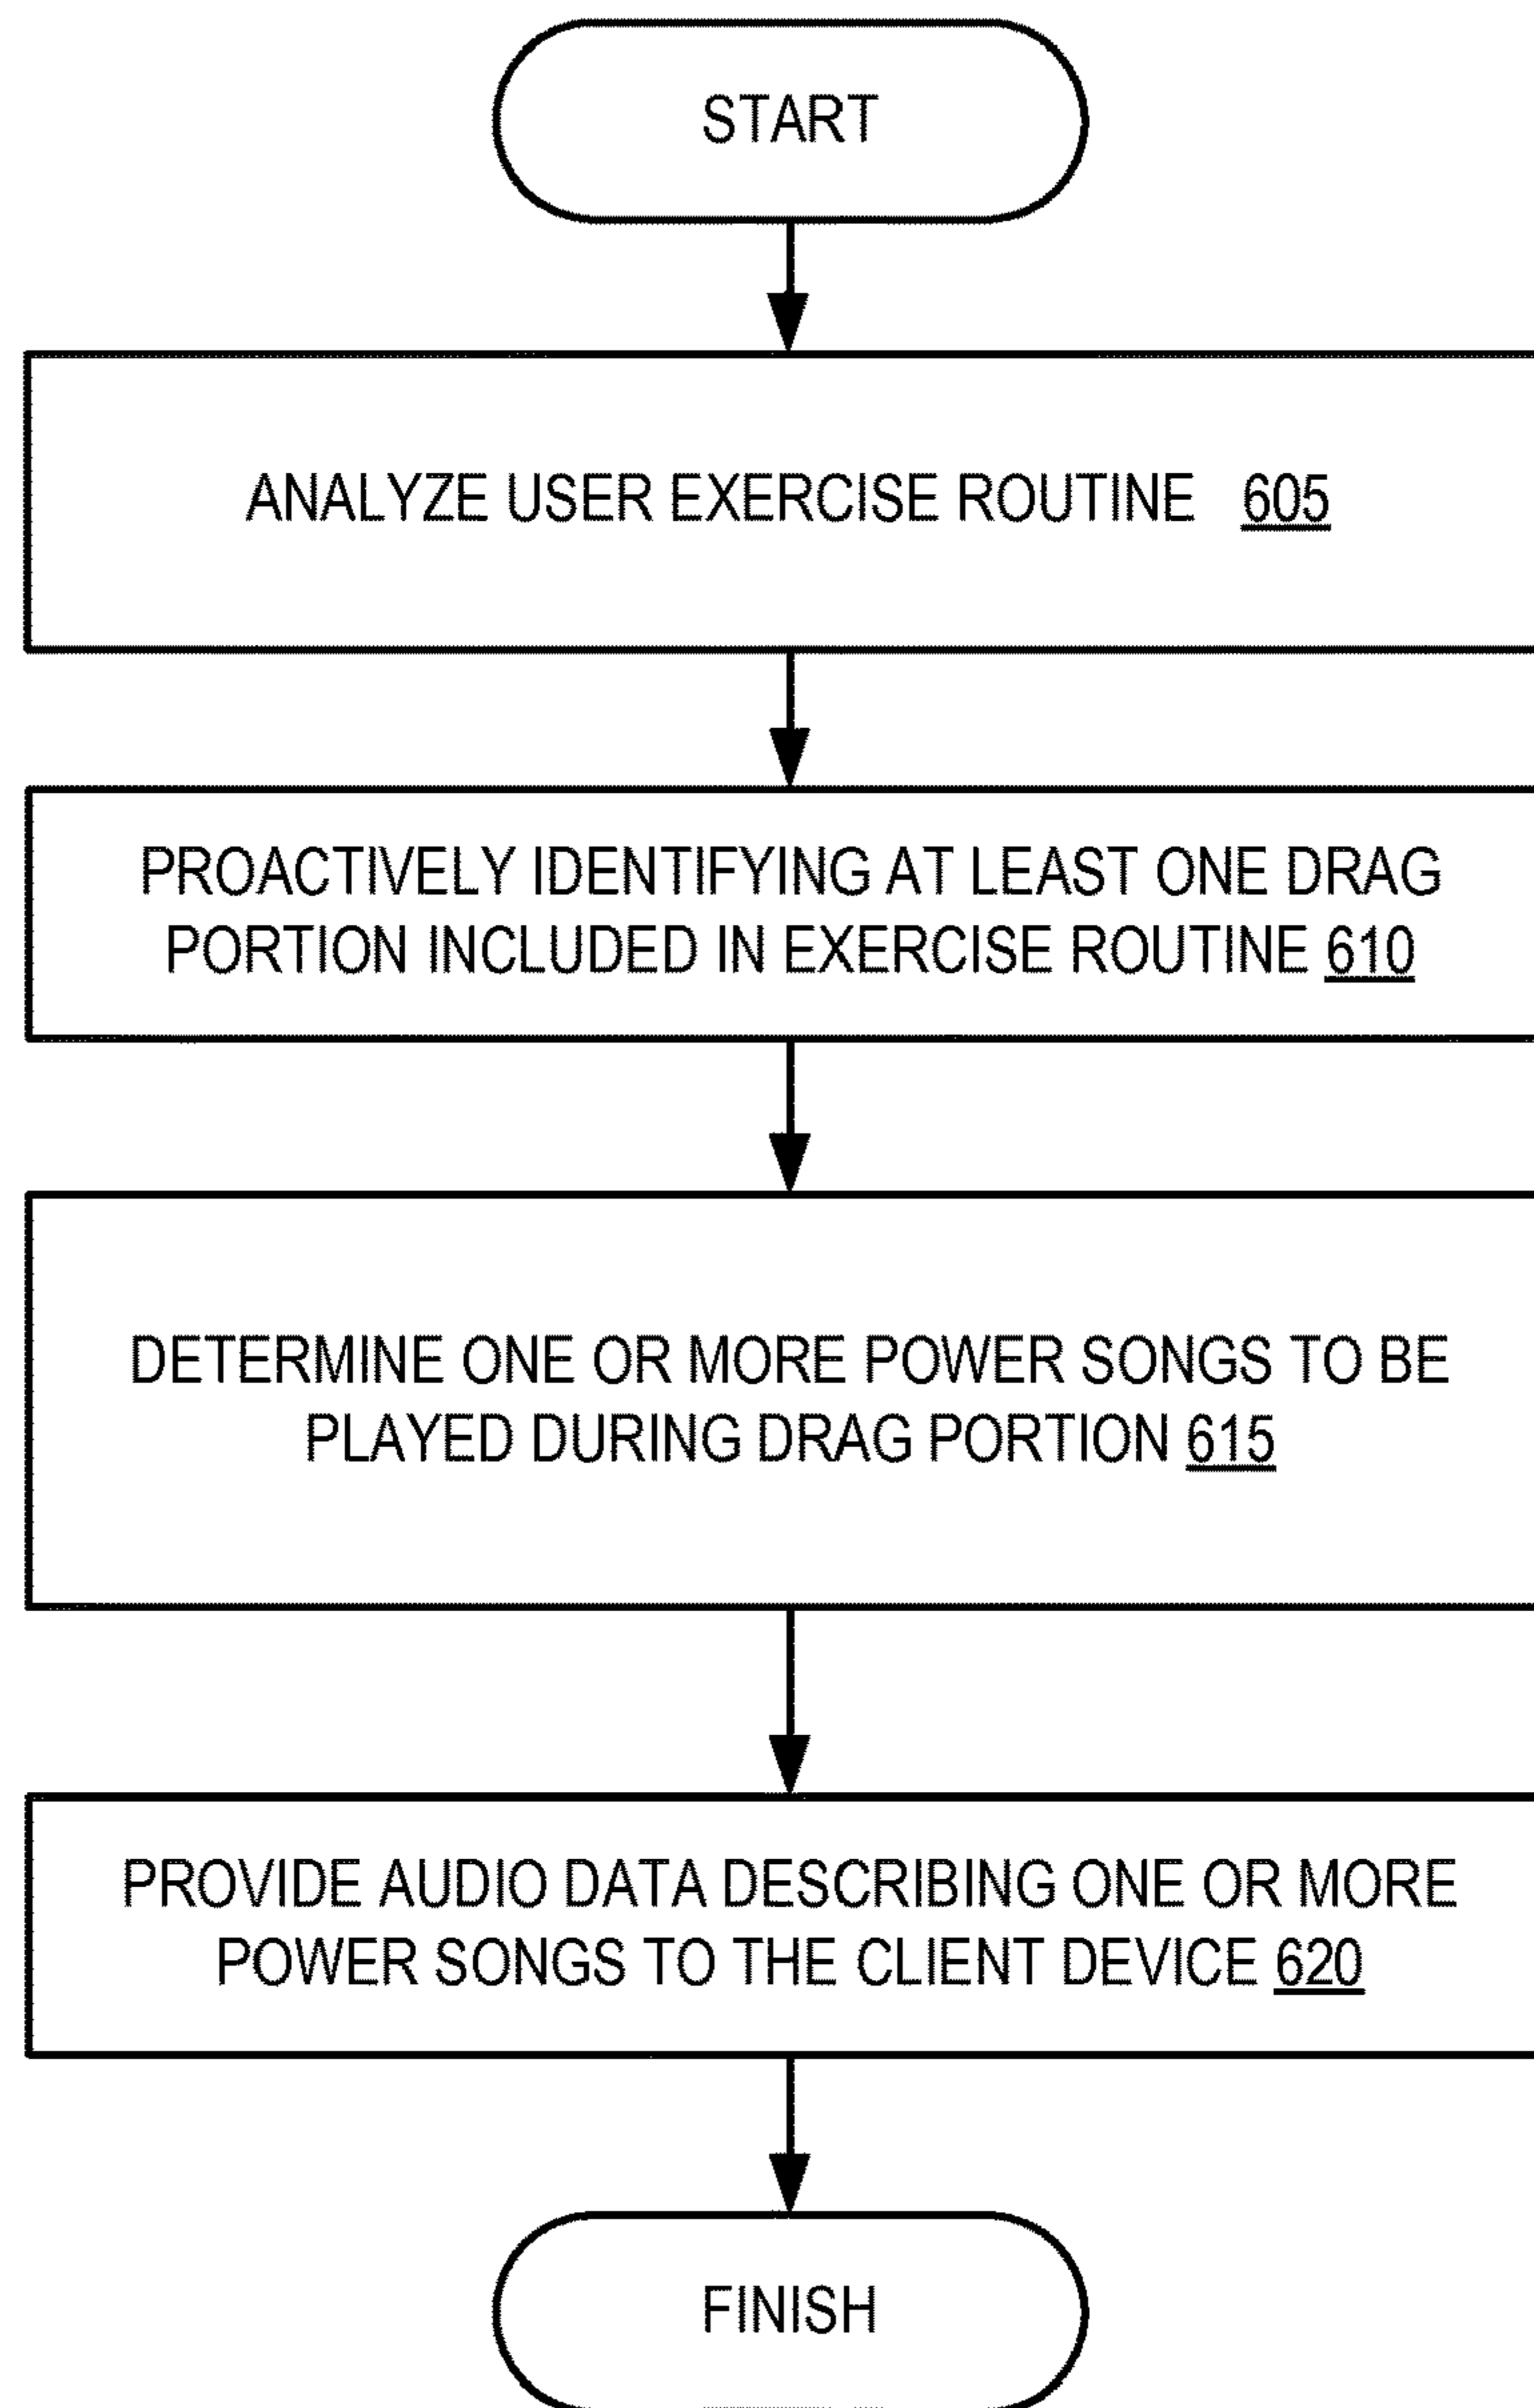 START
ANALYZE USER EXERCISE ROUTINE 605
PROACTIVELY IDENTIFYING AT LEAST ONE DRAG
PORTION INCLUDED IN EXERCISE ROUTINE 610
DETERMINE ONE OR MORE POWER SONGS TO BE
PLAYED DURING DRAG PORTION 615
PROVIDE AUDIO DATA DESCRIBING ONE OR MORE
POWER SONGS TO THE CLIENT DEVICE 620
FINISH